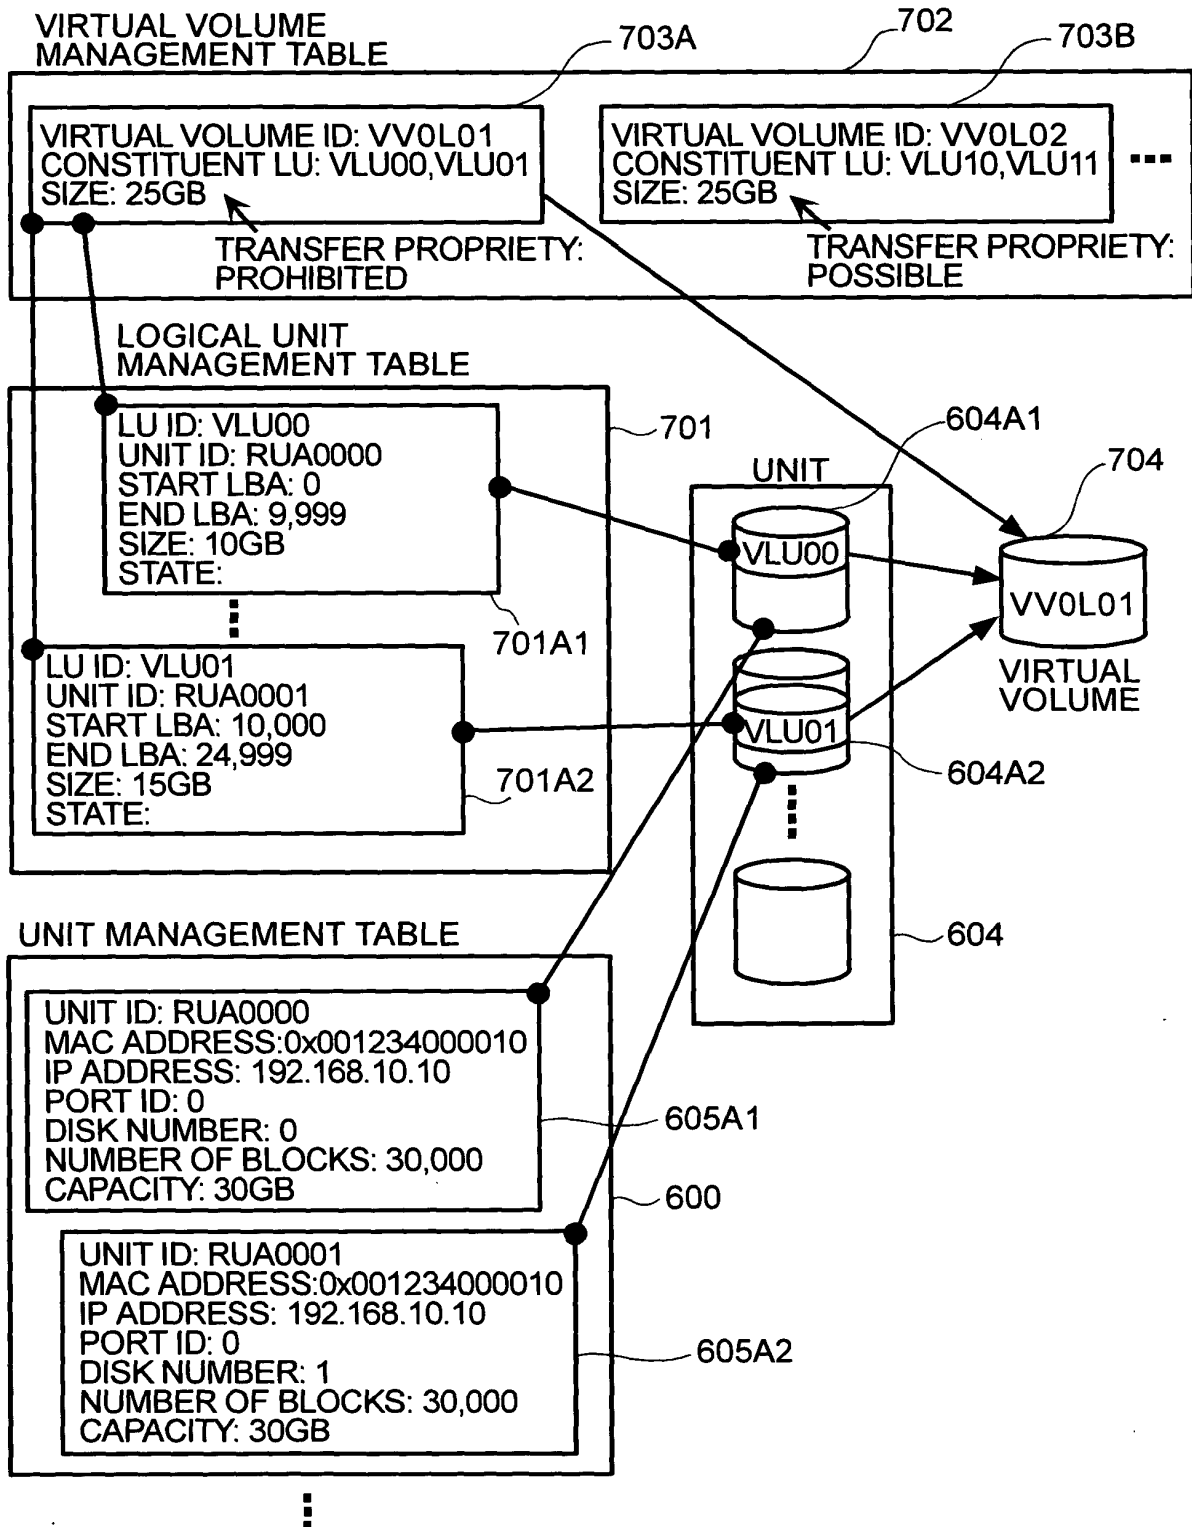 VIRTUAL VOLUME
MANAGEMENT TABLE
703A
702
703B
VIRTUAL VOLUME ID: VV0L01
CONSTITUENT LU: VLU00,VLU01
SIZE: 25GB
TRANSFER PROPRIETY:
PROHIBITED
VIRTUAL VOLUME ID: VV0L02
CONSTITUENT LU: VLU10,VLU11
SIZE: 25GB
TRANSFER PROPRIETY:
POSSIBLE
LOGICAL UNIT
MANAGEMENT TABLE
701
LU ID: VLU00
UNIT ID: RUA0000
START LBA: 0
END LBA: 9,999
SIZE: 10GB
STATE:
701A1
LU ID: VLU01
UNIT ID: RUA0001
START LBA: 10,000
END LBA: 24,999
SIZE: 15GB
STATE:
701A2
UNIT
604A1
VLU00
VLU01
604A2
604
704
VV0L01
VIRTUAL
VOLUME
UNIT MANAGEMENT TABLE
UNIT ID: RUA0000
MAC ADDRESS:0x001234000010
IP ADDRESS: 192.168.10.10
PORT ID: 0
DISK NUMBER: 0
NUMBER OF BLOCKS: 30,000
CAPACITY: 30GB
605A1
600
UNIT ID: RUA0001
MAC ADDRESS:0x001234000010
IP ADDRESS: 192.168.10.10
PORT ID: 0
DISK NUMBER: 1
NUMBER OF BLOCKS: 30,000
CAPACITY: 30GB
605A2